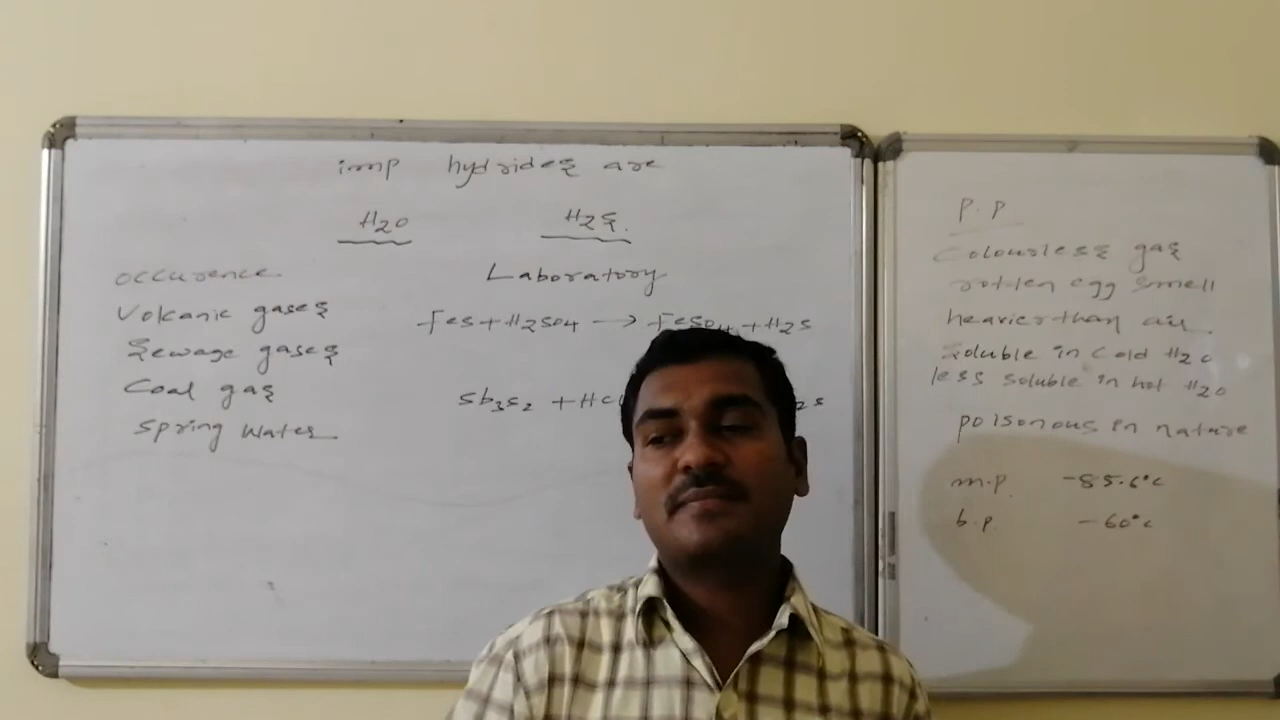 imp hydrides are
H2O H2S.
occurence
Volcanic gases
Sewage gases
Coal gas
Spring Water
Laboratory
FeS + H2SO4 → FeSO4 + H2S
Sb3S2 + HCl 2S
P.P
Colourless gas
rotten egg smell
heavier than air
Soluble in Cold H2O
less soluble in hot H2O
poisonous in nature
m.p. -85.6°c
b.p. -60°c